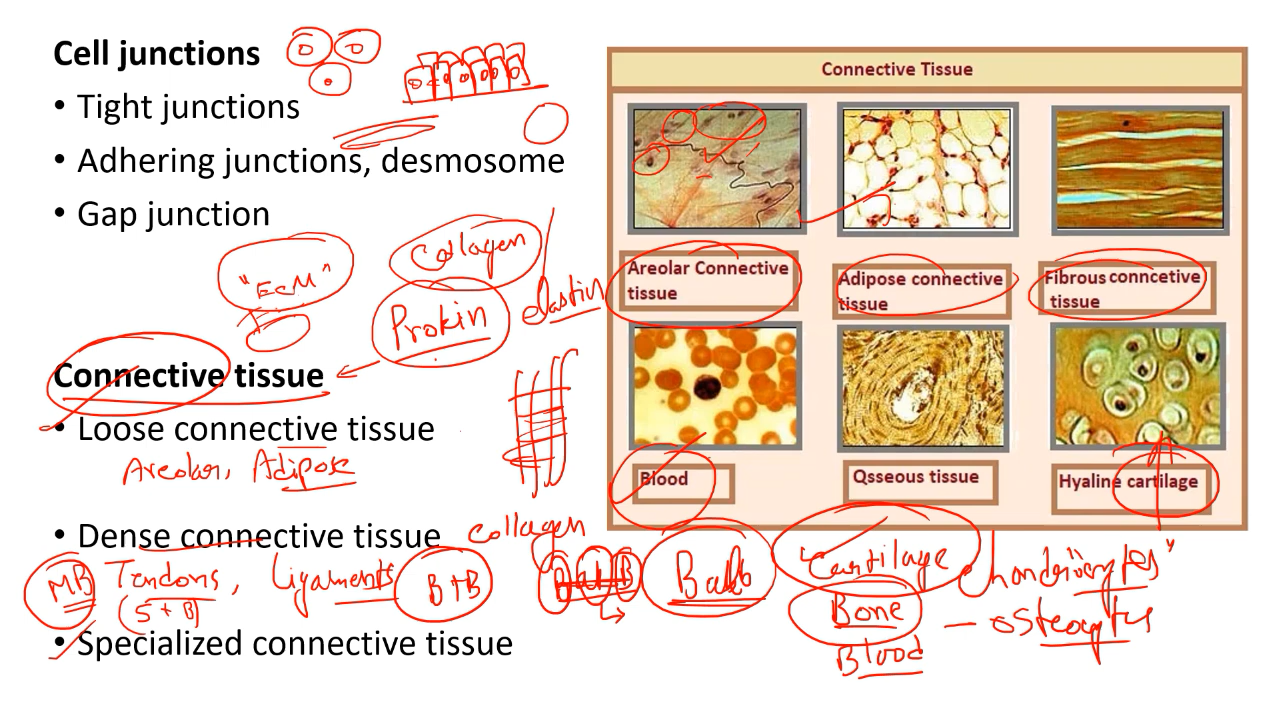 Cell junctions
• Tight junctions
• Adhering junctions, desmosome
• Gap junction
Collagen
"ECM"
Protein
elastin
Connective tissue
• Loose connective tissue
Areolar, Adipose
• Dense connective tissue
collagen
MB
Tendons, Ligaments
B+B
(S+B)
• Specialized connective tissue
Connective Tissue
Areolar Connective
tissue
Adipose connective
tissue
Fibrous conncetive
tissue
Blood
Qsseous tissue
Hyaline cartilage
Cartilage
chondriocytes"
Bone – osteocytes
Blood